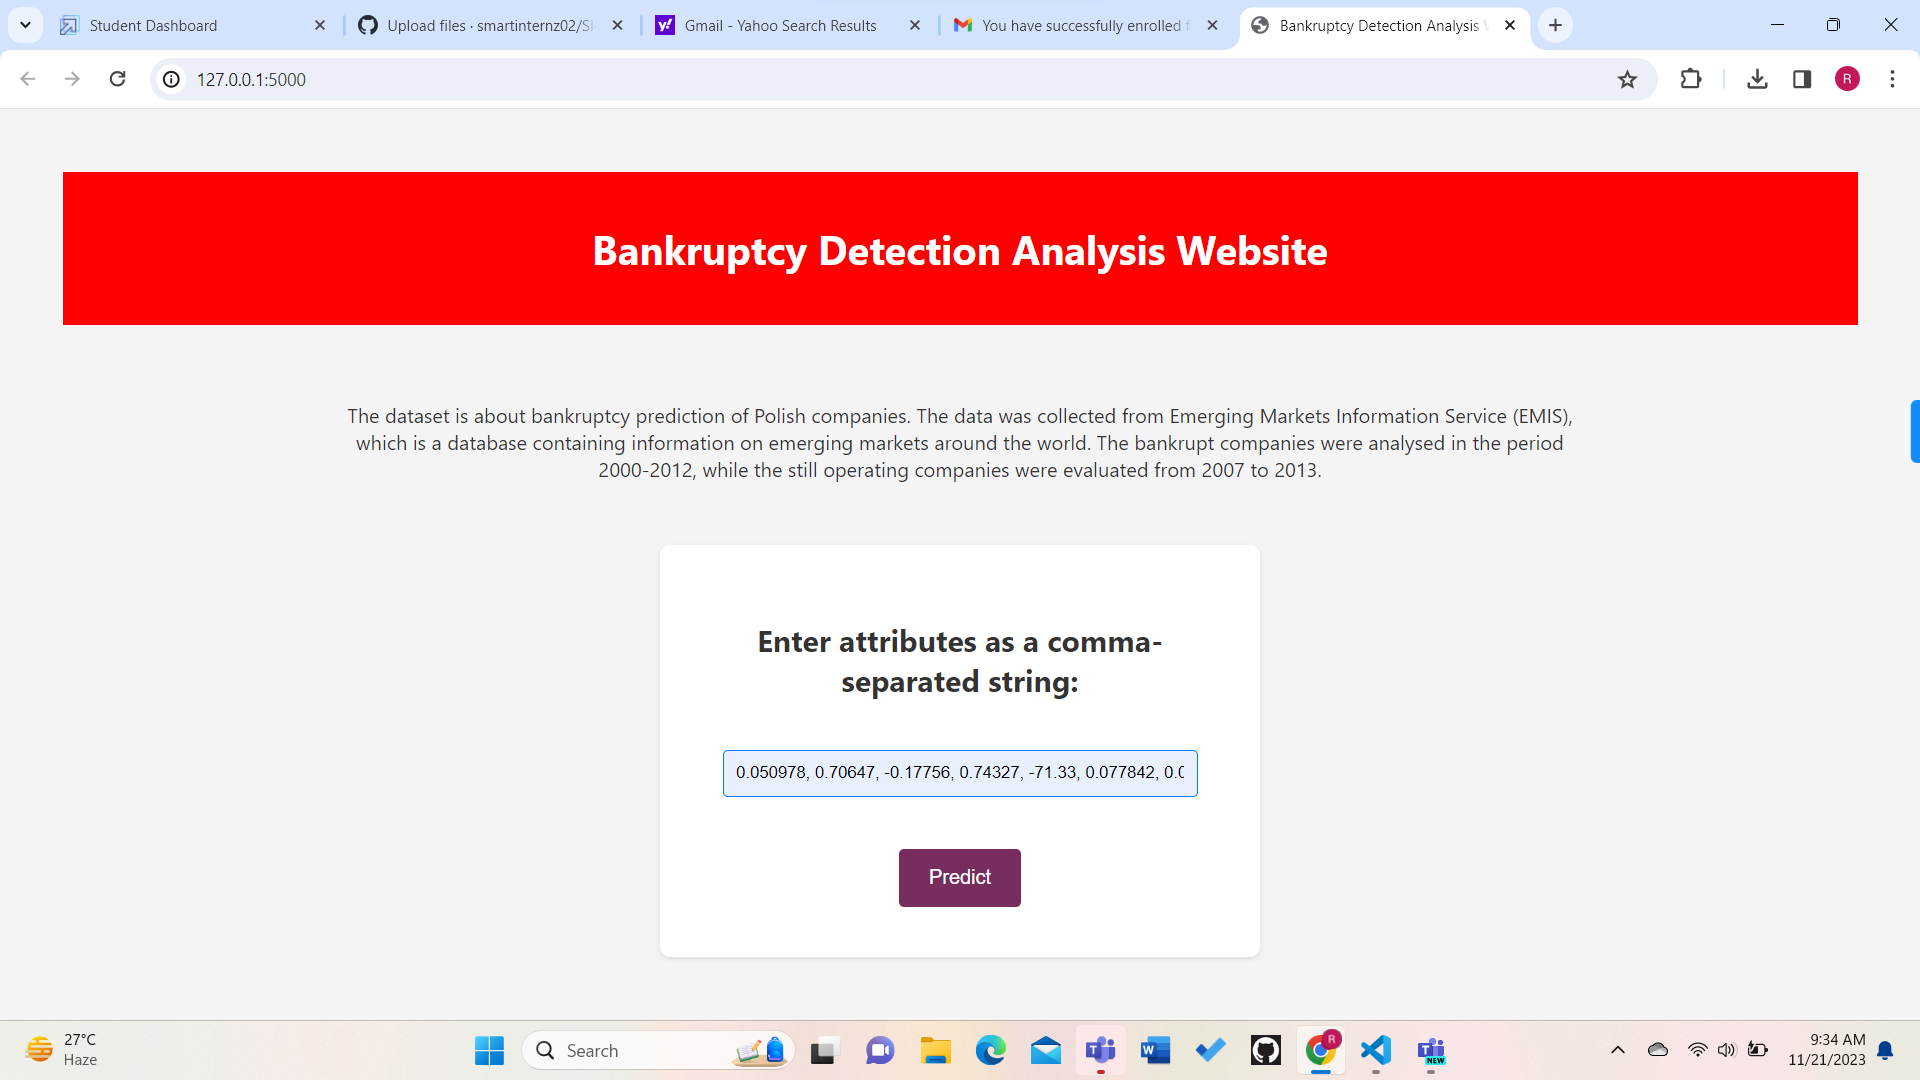 Student Dashboard
Upload files · smartinternz02/SI
Gmail - Yahoo Search Results
You have successfully enrolled f
Bankruptcy Detection Analysis W
127.0.0.1:5000
R
Bankruptcy Detection Analysis Website
The dataset is about bankruptcy prediction of Polish companies. The data was collected from Emerging Markets Information Service (EMIS),
which is a database containing information on emerging markets around the world. The bankrupt companies were analysed in the period
2000-2012, while the still operating companies were evaluated from 2007 to 2013.
Enter attributes as a comma-
separated string:
0.050978, 0.70647, -0.17756, 0.74327, -71.33, 0.077842, 0.0
Predict
27°C
Haze
Search
R
NEW
9:34 AM
11/21/2023